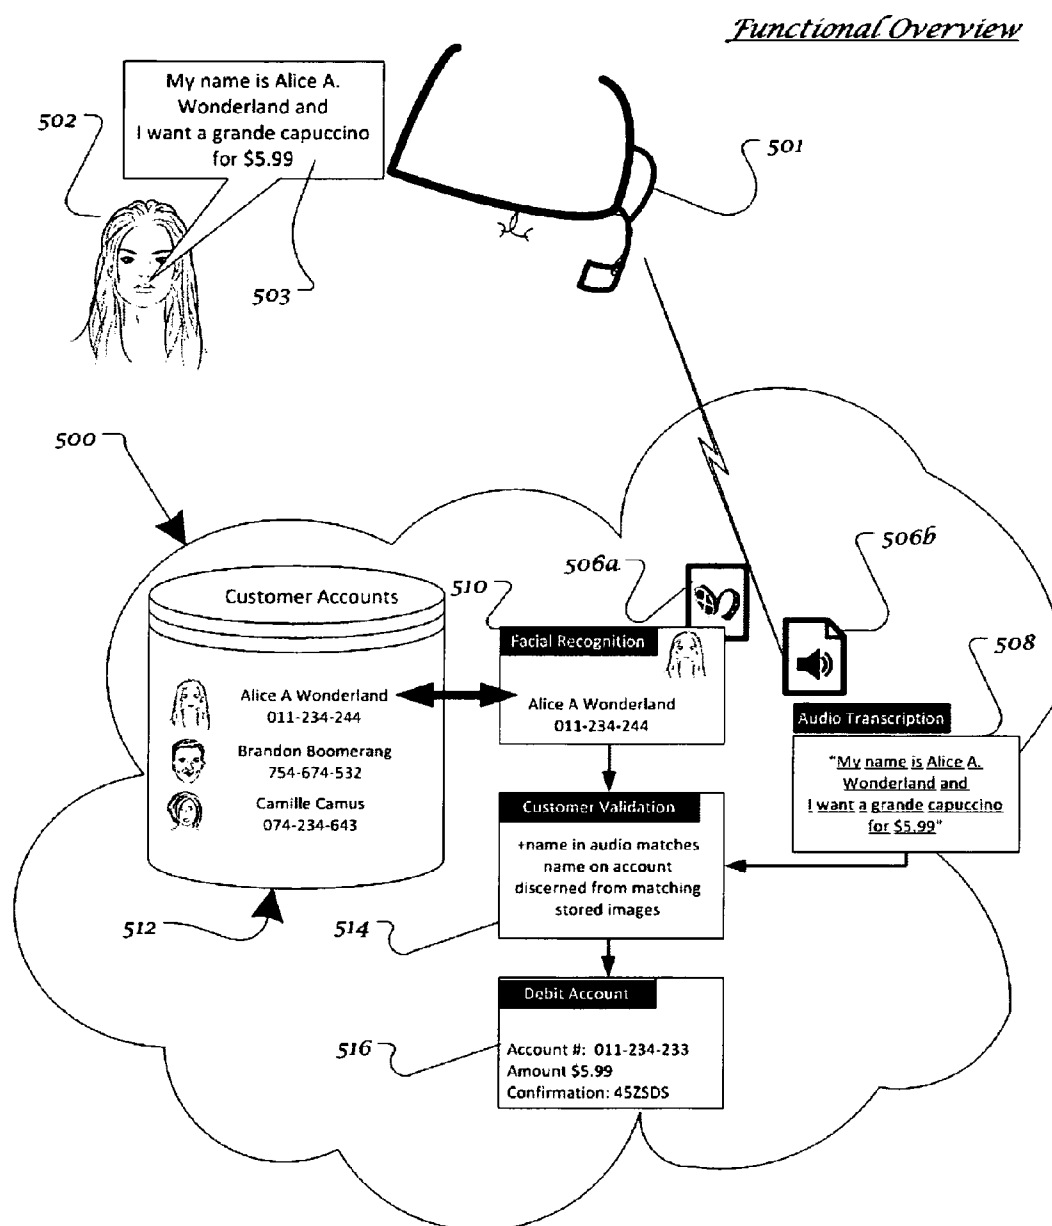 Functional Overview
My name is Alice A.
Wonderland and
I want a grande capuccino
for $5.99
502
501
503
500
506a
506b
510
508
Customer Accounts
Alice A Wonderland
011-234-244
Brandon Boomerang
754-674-532
Camille Camus
074-234-643
512
Facial Recognition
Alice A Wonderland
011-234-244
Audio Transcription
"My name is Alice A.
Wonderland and
I want a grande capuccino
for $5.99"
Customer Validation
+name in audio matches
name on account
discerned from matching
stored images
514
Debit Account
516
Account #: 011-234-233
Amount $5.99
Confirmation: 45ZSDS